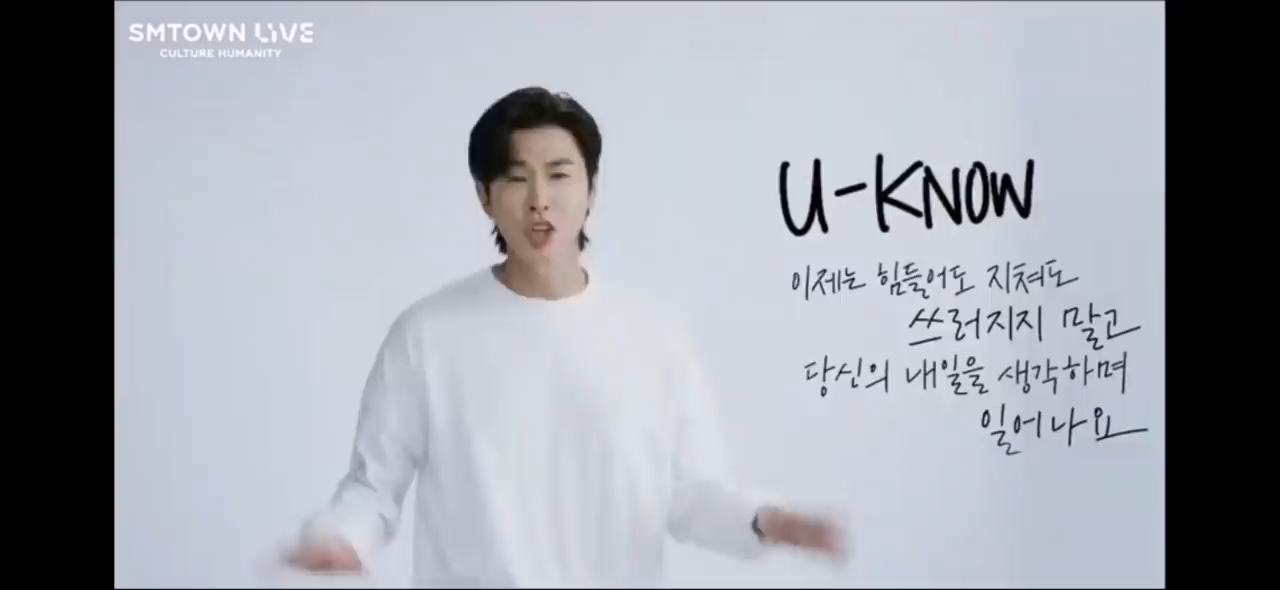 SMTOWN LIVE
CULTURE HUMANITY
U-KNOW
이제는 힘들어도 지쳐도
쓰러지지 말고
당신의 내일을 생각하며
일어나요